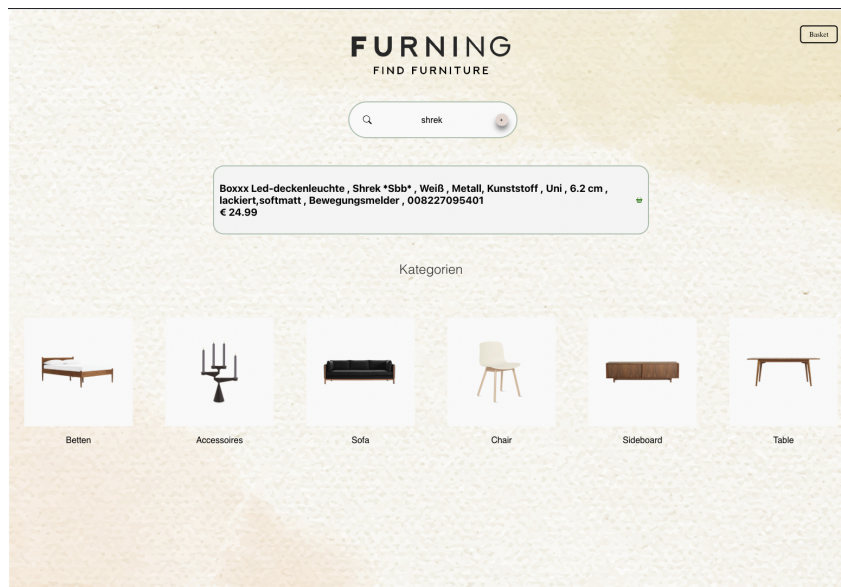 FURNING
FIND FURNITURE
Basket
shrek
Boxxx Led-deckenleuchte , Shrek *Sbb* , Weiß , Metall, Kunststoff , Uni , 6.2 cm ,
lackiert,softmatt , Bewegungsmelder , 008227095401
€ 24.99
Kategorien
Betten
Accessoires
Sofa
Chair
Sideboard
Table